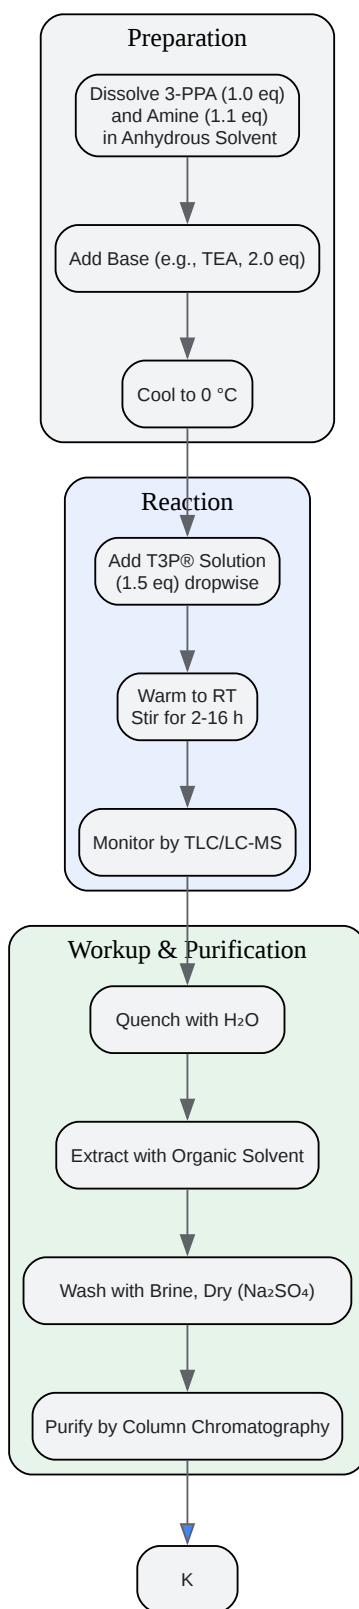 Preparation
Dissolve 3-PPA (1.0 eq)
and Amine (1.1 eq)
in Anhydrous Solvent
Add Base (e.g., TEA, 2.0 eq)
Cool to 0 °C
Reaction
Add T3P® Solution
(1.5 eq) dropwise
Warm to RT
Stir for 2-16 h
Monitor by TLC/LC-MS
Workup & Purification
Quench with H₂O
Extract with Organic Solvent
Wash with Brine, Dry (Na₂SO₄)
Purify by Column Chromatography
K